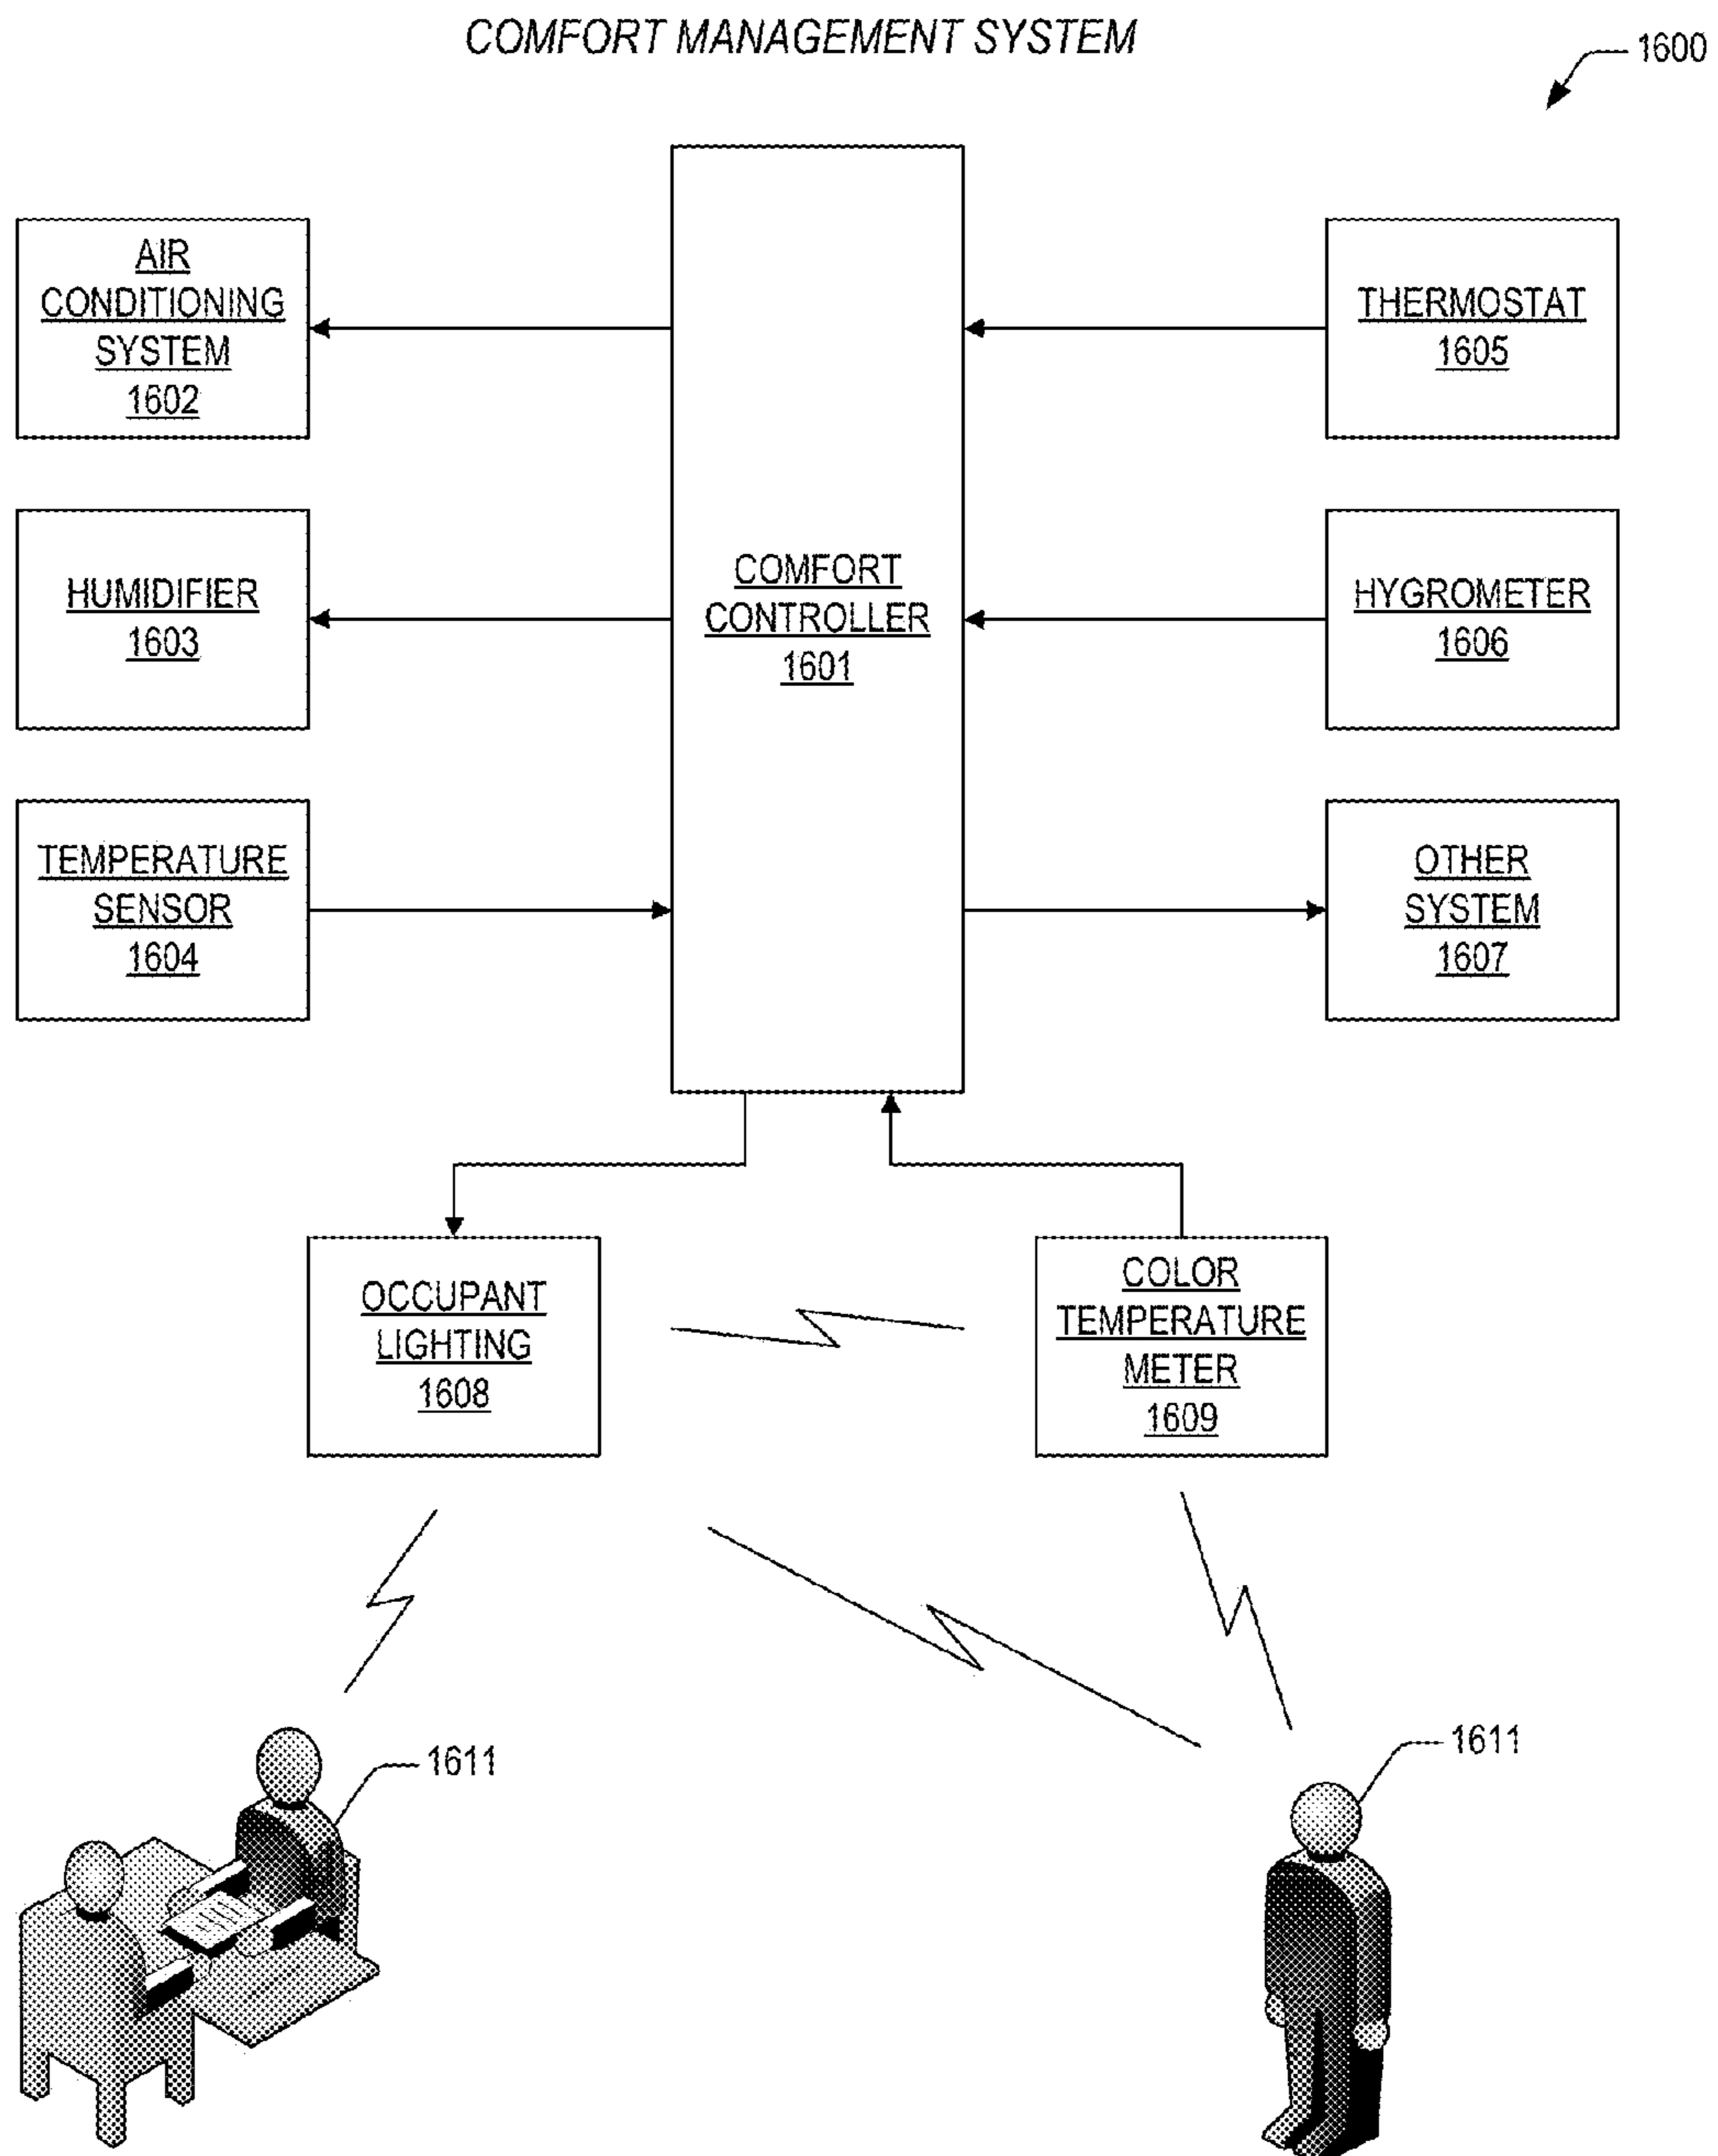 COMFORT MANAGEMENT SYSTEM
1600
AIR
CONDITIONING
SYSTEM
1602
THERMOSTAT
1605
COMFORT
CONTROLLER
1601
HUMIDIFIER
1603
HYGROMETER
1606
TEMPERATURE
SENSOR
1604
OTHER
SYSTEM
1607
OCCUPANT
LIGHTING
1608
COLOR
TEMPERATURE
METER
1609
1611
1611